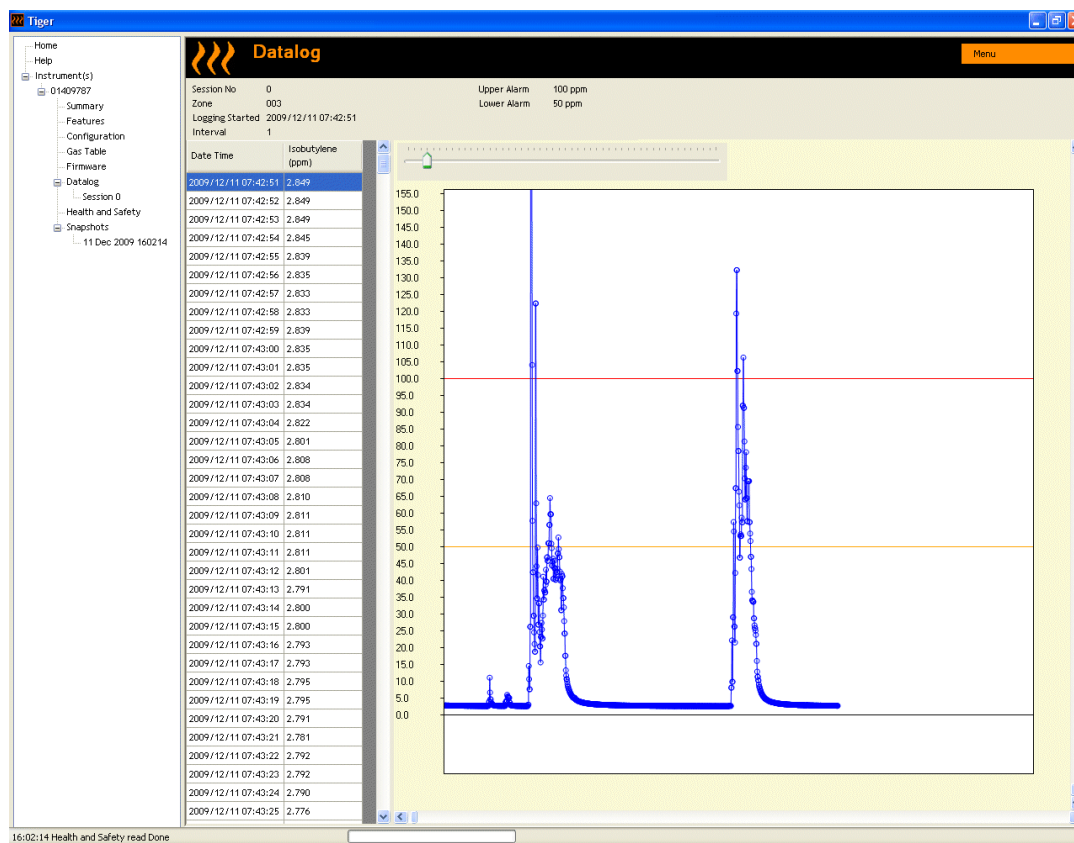 Tiger
Home
Help
Instrument(s)
01409787
Summary
Features
Configuration
Gas Table
Firmware
Datalog
Session 0
Health and Safety
Snapshots
11 Dec 2009 160214
Datalog
Menu
Session No 0 Upper Alarm 100 ppm
Zone 003 Lower Alarm 50 ppm
Logging Started 2009/12/11 07:42:51
Interval 1
Date Time Isobutylene (ppm)
2009/12/11 07:42:51 2.849
2009/12/11 07:42:52 2.849
2009/12/11 07:42:53 2.849
2009/12/11 07:42:54 2.845
2009/12/11 07:42:55 2.839
2009/12/11 07:42:56 2.835
2009/12/11 07:42:57 2.833
2009/12/11 07:42:58 2.833
2009/12/11 07:42:59 2.839
2009/12/11 07:43:00 2.835
2009/12/11 07:43:01 2.835
2009/12/11 07:43:02 2.834
2009/12/11 07:43:03 2.834
2009/12/11 07:43:04 2.822
2009/12/11 07:43:05 2.801
2009/12/11 07:43:06 2.808
2009/12/11 07:43:07 2.808
2009/12/11 07:43:08 2.810
2009/12/11 07:43:09 2.811
2009/12/11 07:43:10 2.811
2009/12/11 07:43:11 2.811
2009/12/11 07:43:12 2.801
2009/12/11 07:43:13 2.791
2009/12/11 07:43:14 2.800
2009/12/11 07:43:15 2.800
2009/12/11 07:43:16 2.793
2009/12/11 07:43:17 2.793
2009/12/11 07:43:18 2.795
2009/12/11 07:43:19 2.795
2009/12/11 07:43:20 2.791
2009/12/11 07:43:21 2.781
2009/12/11 07:43:22 2.792
2009/12/11 07:43:23 2.792
2009/12/11 07:43:24 2.790
2009/12/11 07:43:25 2.776
155.0
150.0
145.0
140.0
135.0
130.0
125.0
120.0
115.0
110.0
105.0
100.0
95.0
90.0
85.0
80.0
75.0
70.0
65.0
60.0
55.0
50.0
45.0
40.0
35.0
30.0
25.0
20.0
15.0
10.0
5.0
0.0
16:02:14 Health and Safety read Done